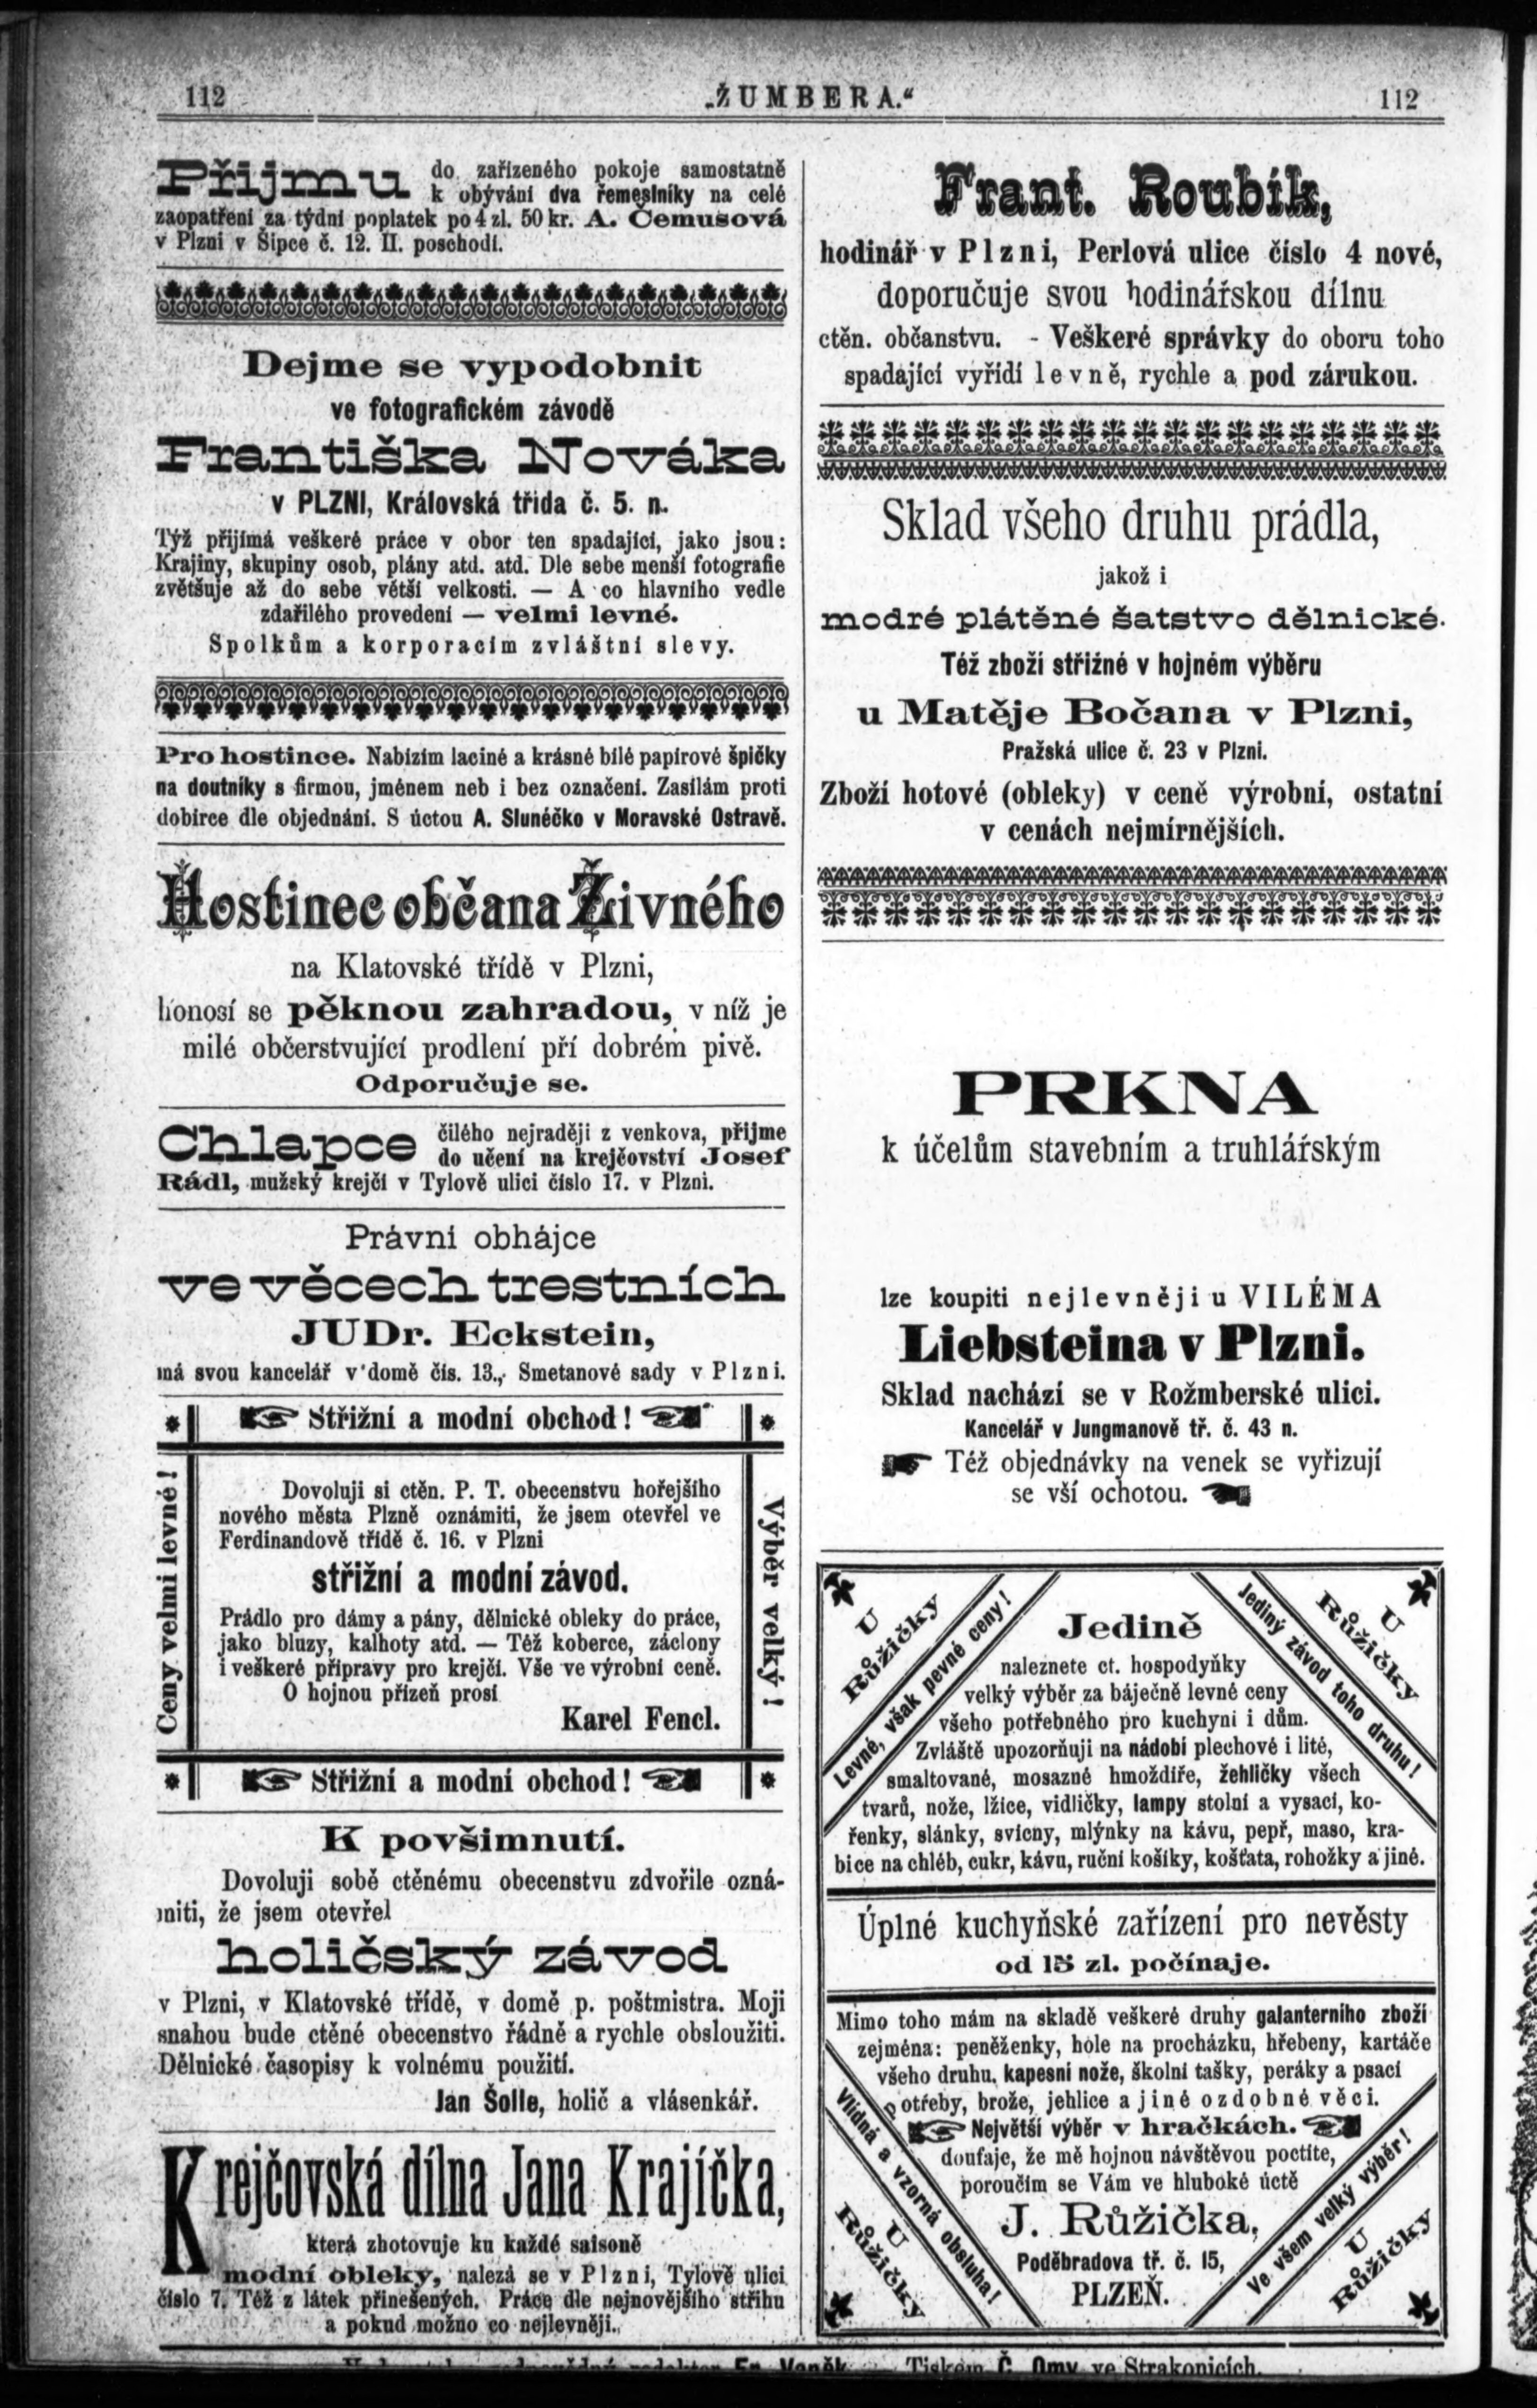 112 „ŽUMBERA.“ 112
Přijmu do zařízeného pokoje samostatně
k obývání dva řemeslníky na celé
zaopatření za týdní poplatek po 4 zl. 50 kr. A. Čemusová
v Plzni v Šipce č. 12. II. poschodí.
Dejme se vypodobnit
ve fotografickém závodě
Františka Nováka
v PLZNI, Královská třída č. 5. n.
Týž přijímá veškeré práce v obor ten spadající, jako jsou:
Krajiny, skupiny osob, plány atd. atd. Dle sebe menší fotografie
zvětšuje až do sebe větší velkosti. — A co hlavního vedle
zdařilého provedení — velmi levné.
Spolkům a korporacím zvláštní slevy.
Pro hostince. Nabízím laciné a krásné bílé papírové špičky
na doutníky s firmou, jménem neb i bez označení. Zasílám proti
dobírce dle objednání. S úctou A. Slunéčko v Moravské Ostravě.
Hostinec občana Živného
na Klatovské třídě v Plzni,
honosí se pěknou zahradou, v níž je
milé občerstvující prodlení pří dobrém pivě.
Odporučuje se.
Chlapce čilého nejraději z venkova, přijme
do učení na krejčovství Josef
Rádl, mužský krejčí v Tylově ulici číslo 17. v Plzni.
Právní obhájce
ve věcech trestních
JUDr. Eckstein,
má svou kancelář v domě čís. 13., Smetanové sady v Plzni.
Střižní a modní obchod!
Ceny velmi levné!
Dovoluji si ctěn. P. T. obecenstvu hořejšího
nového města Plzně oznámiti, že jsem otevřel ve
Ferdinandově třídě č. 16. v Plzni
střižní a modní závod.
Prádlo pro dámy a pány, dělnické obleky do práce,
jako bluzy, kalhoty atd. — Též koberce, záclony
i veškeré přípravy pro krejčí. Vše ve výrobní ceně.
O hojnou přízeň prosí
Karel Fencl.
Výběr velký!
Střižní a modní obchod!
K povšimnutí.
Dovoluji sobě ctěnému obecenstvu zdvořile ozná-
miti, že jsem otevřel
holičský závod
v Plzni, v Klatovské třídě, v domě p. poštmistra. Moji
snahou bude ctěné obecenstvo řádně a rychle obsloužiti.
Dělnické časopisy k volnému použití.
Jan Šolle, holič a vlásenkář.
Krejčovská dílna Jana Krajíčka,
která zhotovuje ku každé saisoně
modní obleky, nalezá se v Plzni, Tylově ulici
číslo 7. Též z látek přinešených. Práce dle nejnovějšího střihu
a pokud možno co nejlevněji.
Frant. Roubík,
hodinář v Plzni, Perlová ulice číslo 4 nové,
doporučuje svou hodinářskou dílnu
ctěn. občanstvu. - Veškeré správky do oboru toho
spadající vyřídí levně, rychle a pod zárukou.
Sklad všeho druhu prádla,
jakož i
modré plátěné šatstvo dělnické.
Též zboží střižné v hojném výběru
u Matěje Bočana v Plzni,
Pražská ulice č. 23 v Plzni.
Zboží hotové (obleky) v ceně výrobní, ostatní
v cenách nejmírnějších.
PRKNA
k účelům stavebním a truhlářským
lze koupiti nejlevněji u VILÉMA
Liebsteina v Plzni.
Sklad nachází se v Rožmberské ulici.
Kancelář v Jungmanově tř. č. 43 n.
Též objednávky na venek se vyřizují
se vší ochotou.
U Růžičky
Levné, však pevné ceny!
Jediný závod toho druhu!
U Růžičky
Jedině
naleznete ct. hospodyňky
velký výběr za báječně levné ceny
všeho potřebného pro kuchyni i dům.
Zvláště upozorňuji na nádobí plechové i lité,
smaltované, mosazné hmoždíře, žehličky všech
tvarů, nože, lžice, vidličky, lampy stolní a vysací, ko-
řenky, slánky, svícny, mlýnky na kávu, pepř, maso, kra-
bice na chléb, cukr, kávu, ruční košíky, košťata, rohožky a jiné.
Úplné kuchyňské zařízení pro nevěsty
od 15 zl. počínaje.
Mimo toho mám na skladě veškeré druhy galanterního zboží
zejména: peněženky, hole na procházku, hřebeny, kartáče
všeho druhu, kapesní nože, školní tašky, peráky a psací
potřeby, brože, jehlice a jiné ozdobné věci.
Největší výběr v hračkách.
doufaje, že mě hojnou návštěvou poctíte,
poroučím se Vám ve hluboké úctě
J. Růžička,
Poděbradova tř. č. 15,
PLZEŇ.
Vlídná a vzorná obsluha!
U Růžičky
Ve všem velký výběr!
U Růžičky
redaktor Fr. Vaněk. — Tiskem Č. Omy ve Strakonicích.